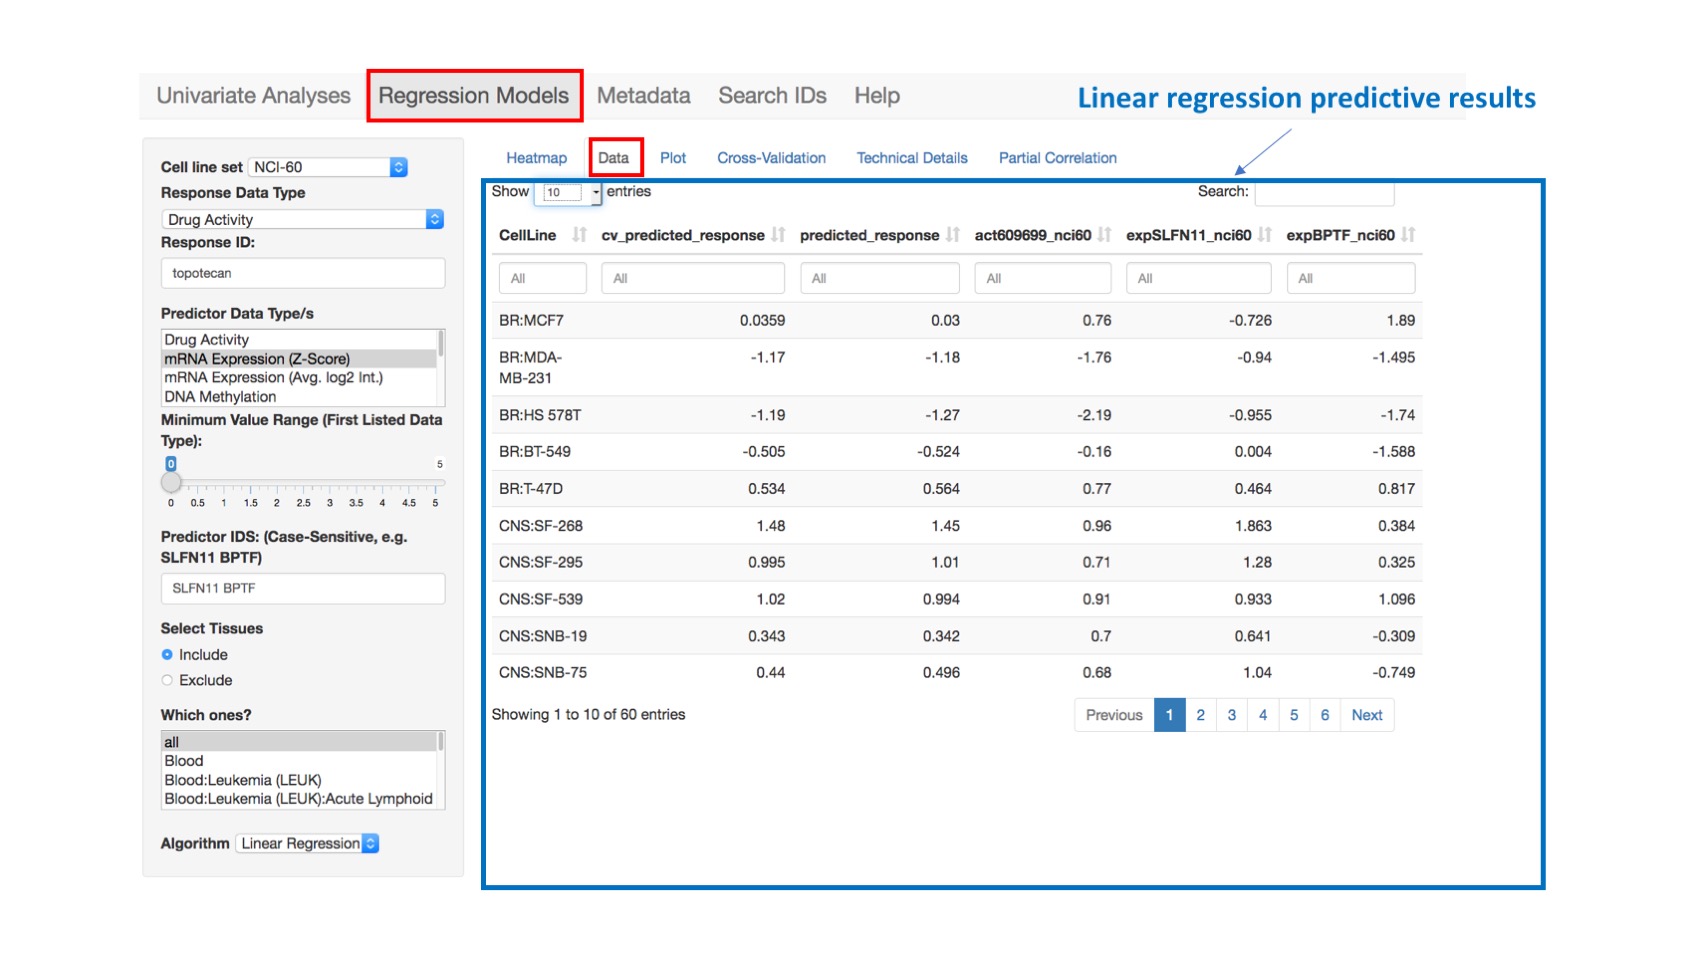 Univariate Analyses Regression Models Metadata Search IDs Help
Linear regression predictive results
Cell line set NCI-60
Response Data Type
Drug Activity
Response ID:
topotecan
Predictor Data Type/s
Drug Activity
mRNA Expression (Z-Score)
mRNA Expression (Avg. log2 Int.)
DNA Methylation
Minimum Value Range (First Listed Data
Type):
0 5
0 0.5 1 1.5 2 2.5 3 3.5 4 4.5 5
Predictor IDS: (Case-Sensitive, e.g.
SLFN11 BPTF)
SLFN11 BPTF
Select Tissues
Include
Exclude
Which ones?
all
Blood
Blood:Leukemia (LEUK)
Blood:Leukemia (LEUK):Acute Lymphoid
Algorithm Linear Regression
Heatmap Data Plot Cross-Validation Technical Details Partial Correlation
Show 10 entries Search:
CellLine cv_predicted_response predicted_response act609699_nci60 expSLFN11_nci60 expBPTF_nci60
All All All All All All
BR:MCF7 0.0359 0.03 0.76 -0.726 1.89
BR:MDA- -1.17 -1.18 -1.76 -0.94 -1.495
MB-231
BR:HS 578T -1.19 -1.27 -2.19 -0.955 -1.74
BR:BT-549 -0.505 -0.524 -0.16 0.004 -1.588
BR:T-47D 0.534 0.564 0.77 0.464 0.817
CNS:SF-268 1.48 1.45 0.96 1.863 0.384
CNS:SF-295 0.995 1.01 0.71 1.28 0.325
CNS:SF-539 1.02 0.994 0.91 0.933 1.096
CNS:SNB-19 0.343 0.342 0.7 0.641 -0.309
CNS:SNB-75 0.44 0.496 0.68 1.04 -0.749
Showing 1 to 10 of 60 entries Previous 1 2 3 4 5 6 Next